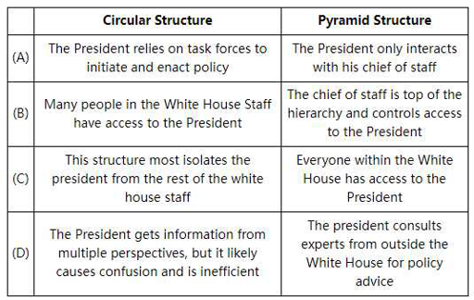 Circular Structure
Pyramid Structure
(A)
The President relies on task forces to
initiate and enact policy
The President only interacts
with his chief of staff
(B)
Many people in the White House Staff
have access to the President
The chief of staff is top of the
hierarchy and controls access
to the President
(C)
This structure most isolates the
president from the rest of the white
house staff
Everyone within the White
House has access to the
President
(D)
The President gets information from
multiple perspectives, but it likely
causes confusion and is inefficient
The president consults
experts from outside the
White House for policy
advice